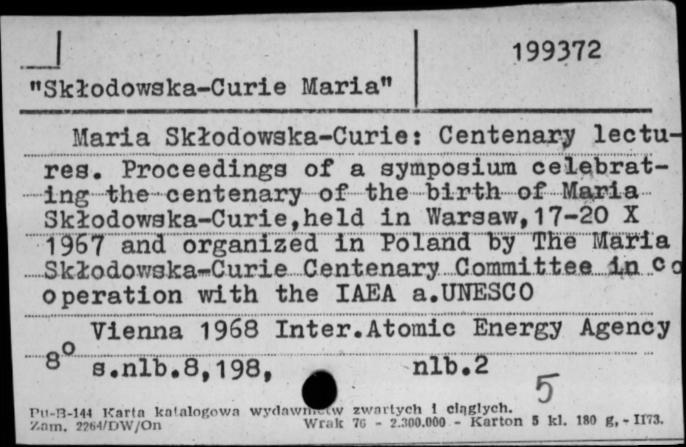 199372
"Skłodowska-Curie Maria"
Maria Skłodowska-Curie: Centenary lectu-
res. Proceedings of a symposium celebrat-
ing the centenary of the birth of Maria
Skłodowska-Curie,held in Warsaw,17-20 X
1967 and organized in Poland by The Maria
Skłodowska-Curie Centenary Committee in co
operation with the IAEA a.UNESCO
Vienna 1968 Inter.Atomic Energy Agency
8⁰ s.nlb.8,198, nlb.2
5
Pu-B-144 Karta katalogowa wydawnictw zwartych i ciągłych.
Zam. 2264/DW/On Wrak 76 - 2.300.000 - Karton 5 kl. 180 g, - II73.